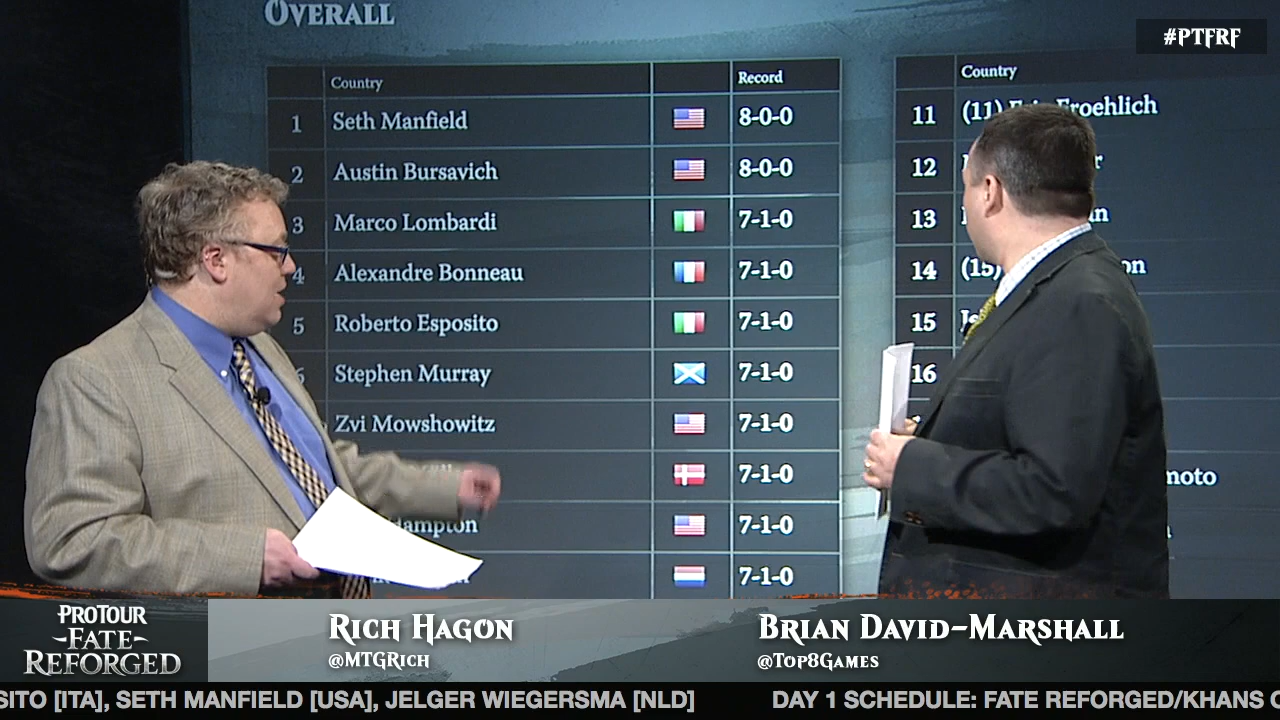 OVERALL
#PTFRF
Country Record
1 Seth Manfield 8-0-0
2 Austin Bursavich 8-0-0
3 Marco Lombardi 7-1-0
4 Alexandre Bonneau 7-1-0
5 Roberto Esposito 7-1-0
Stephen Murray 7-1-0
Zvi Mowshowitz 7-1-0
7-1-0
7-1-0
7-1-0
Country
11 (11) Froehlich
12
13
14 (15)
15
16
PROTOUR
-FATE-
REFORGED
RICH HAGON
@MTGRICH
BRIAN DAVID-MARSHALL
@TOP8GAMES
SITO [ITA], SETH MANFIELD [USA], JELGER WIEGERSMA [NLD] DAY 1 SCHEDULE: FATE REFORGED/KHANS